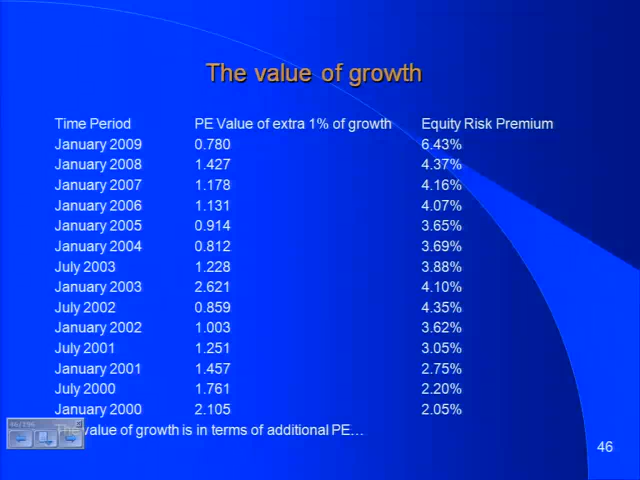 The value of growth
Time Period PE Value of extra 1% of growth Equity Risk Premium
January 2009 0.780 6.43%
January 2008 1.427 4.37%
January 2007 1.178 4.16%
January 2006 1.131 4.07%
January 2005 0.914 3.65%
January 2004 0.812 3.69%
July 2003 1.228 3.88%
January 2003 2.621 4.10%
July 2002 0.859 4.35%
January 2002 1.003 3.62%
July 2001 1.251 3.05%
January 2001 1.457 2.75%
July 2000 1.761 2.20%
January 2000 2.105 2.05%
The value of growth is in terms of additional PE…
46